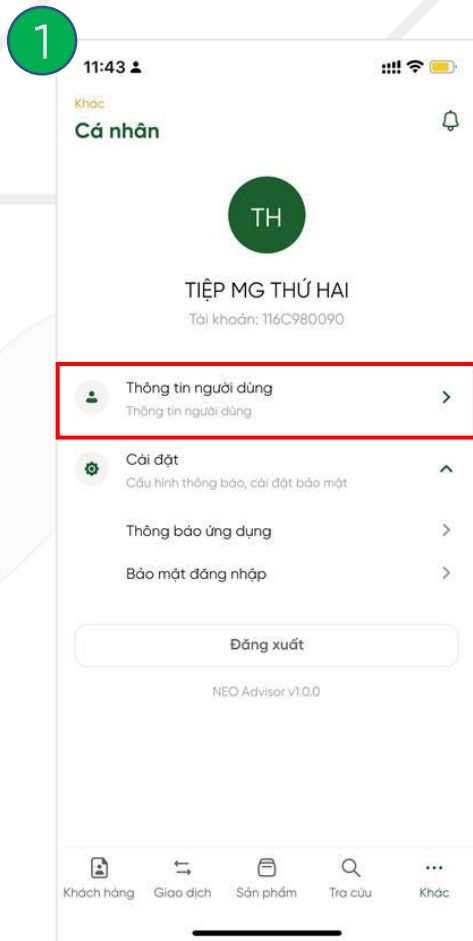 1
11:43
Khác
Cá nhân
TH
TIỆP MG THỨ HAI
Tài khoản: 116C980090
Thông tin người dùng
Thông tin người dùng
Cài đặt
Cấu hình thông báo, cài đặt bảo mật
Thông báo ứng dụng
Bảo mật đăng nhập
Đăng xuất
NEO Advisor v1.0.0
Khách hàng Giao dịch Sản phẩm Tra cứu Khác